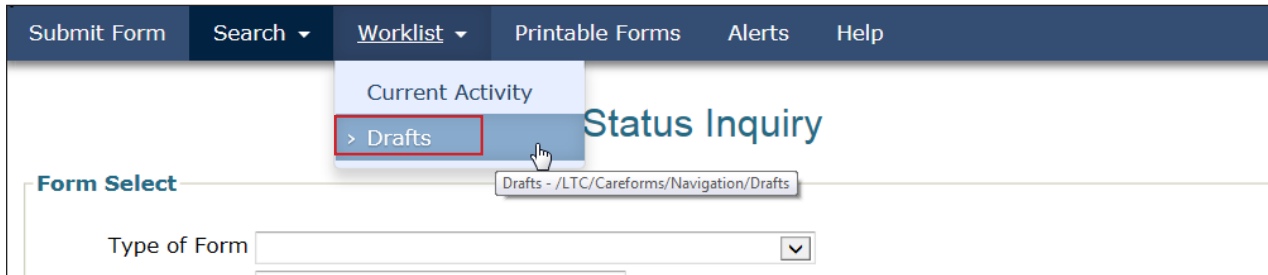 Submit Form Search Worklist Printable Forms Alerts Help
Current Activity
› Drafts
Status Inquiry
Drafts - /LTC/Careforms/Navigation/Drafts
Form Select
Type of Form